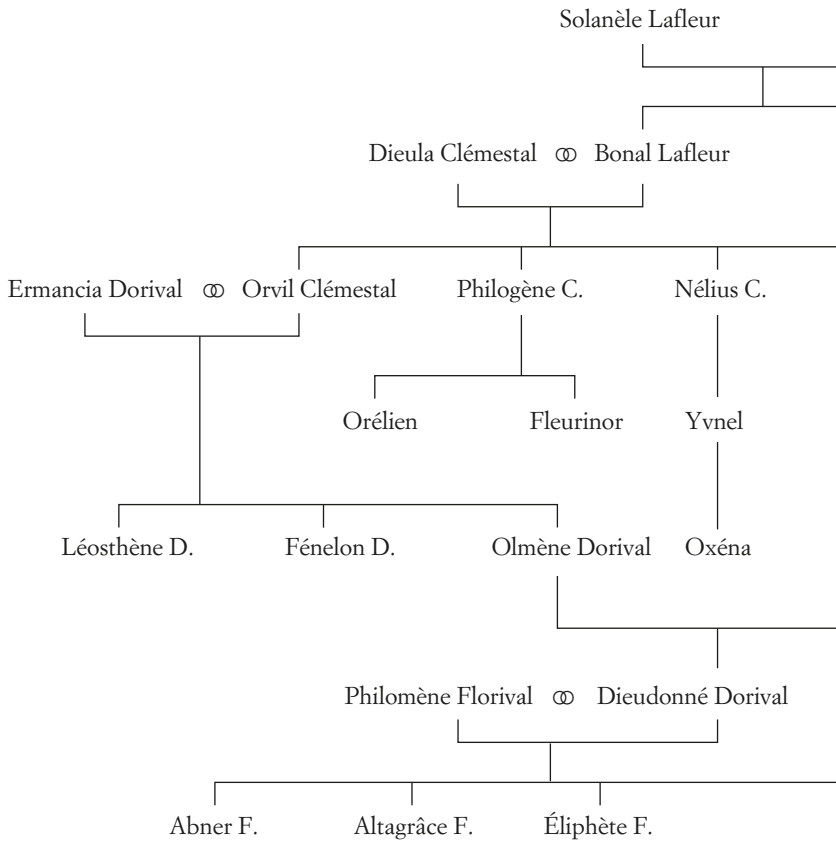 Solanèle Lafleur
Dieula Clémestal ⚭ Bonal Lafleur
Ermancia Dorival ⚭ Orvil Clémestal Philogène C. Nélius C.
Orélien Fleurinor Yvnel
Léosthène D. Fénelon D. Olmène Dorival Oxéna
Philomène Florival ⚭ Dieudonné Dorival
Abner F. Altagrâce F. Éliphète F.